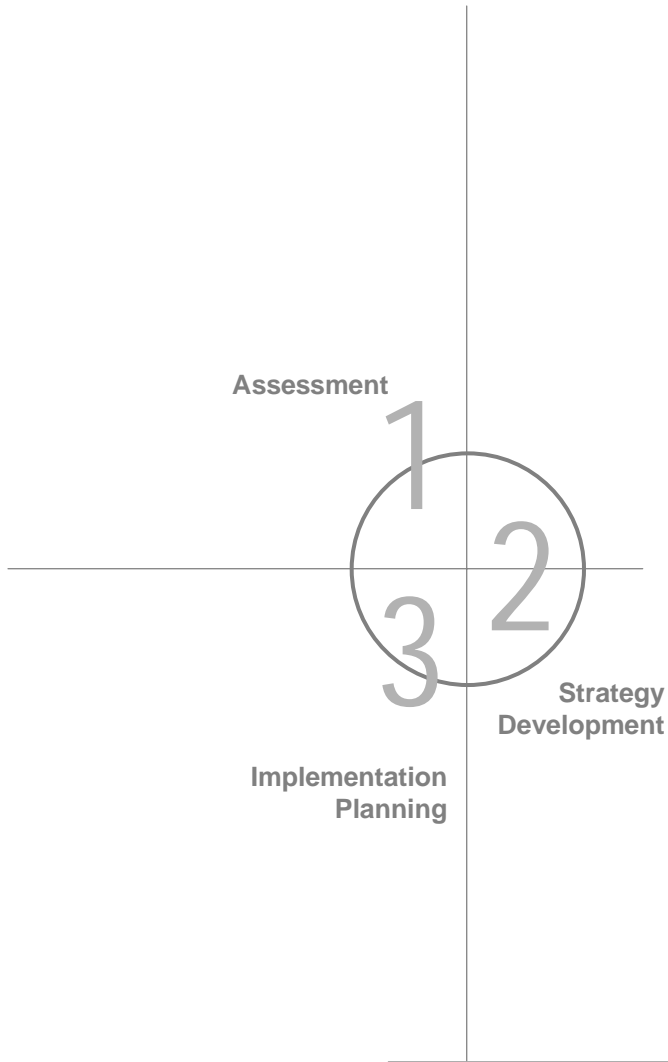 Assessment
1
2
3
Strategy
Development
Implementation
Planning